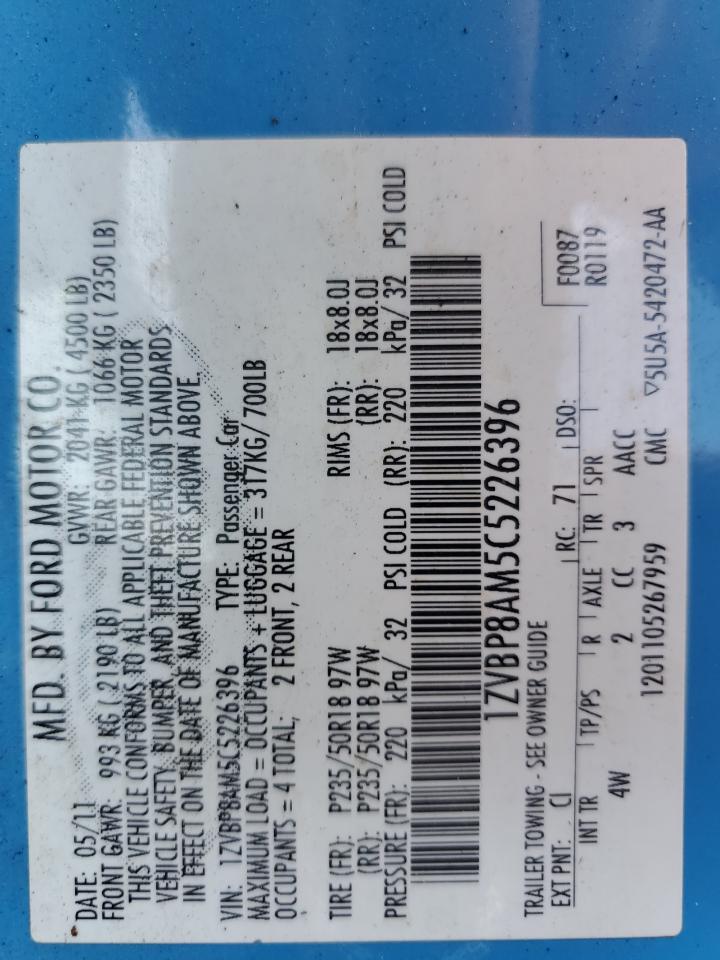 MFD. BY FORD MOTOR CO.
DATE: 05/11 GVWR: 2041 KG ( 4500 LB)
FRONT GAWR: 993 KG ( 2190 LB) REAR GAWR: 1066 KG ( 2350 LB)
THIS VEHICLE CONFORMS TO ALL APPLICABLE FEDERAL MOTOR
VEHICLE SAFETY, BUMPER, AND THEFT PREVENTION STANDARDS
IN EFFECT ON THE DATE OF MANUFACTURE SHOWN ABOVE.
VIN: 1ZVBP8AM5C5226396 TYPE: Passenger Car
MAXIMUM LOAD = OCCUPANTS + LUGGAGE = 317KG/ 700LB
OCCUPANTS = 4 TOTAL, 2 FRONT, 2 REAR
TIRE (FR): P235/50R18 97W RIMS (FR): 18x8.0J
(RR): P235/50R18 97W (RR): 18x8.0J
PRESSURE (FR): 220 kPa/ 32 PSI COLD (RR): 220 kPa/ 32 PSI COLD
1ZVBP8AM5C5226396
TRAILER TOWING - SEE OWNER GUIDE
EXT PNT: CI RC: 71 DSO: F0087
R0119
INT TR TP/PS R AXLE TR SPR
4W 2 CC 3 AACC
1201105267959 CMC ▽5U5A-5420472-AA